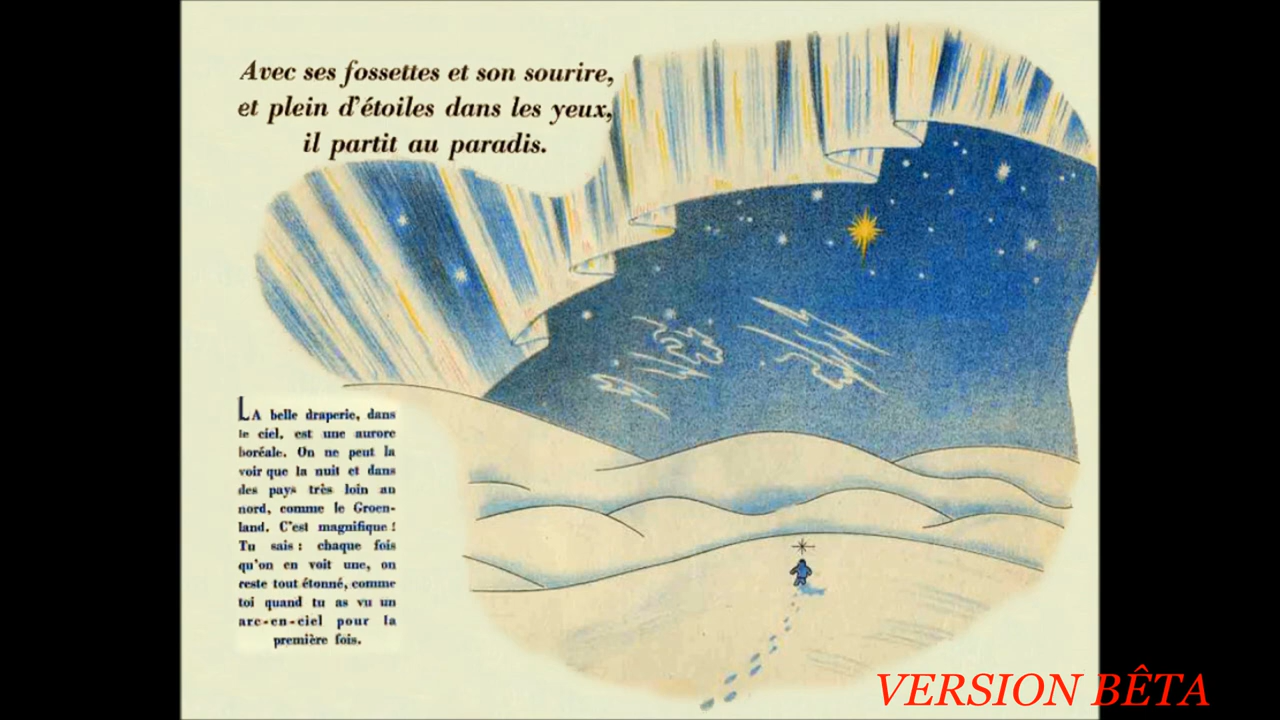 Avec ses fossettes et son sourire,
et plein d'étoiles dans les yeux,
il partit au paradis.
LA belle draperie, dans
le ciel, est une aurore
boréale. On ne peut la
voir que la nuit et dans
des pays très loin au
nord, comme le Groen-
land. C'est magnifique !
Tu sais : chaque fois
qu'on en voit une, on
reste tout étonné, comme
toi quand tu as vu un
arc-en-ciel pour la
première fois.
VERSION BÊTA